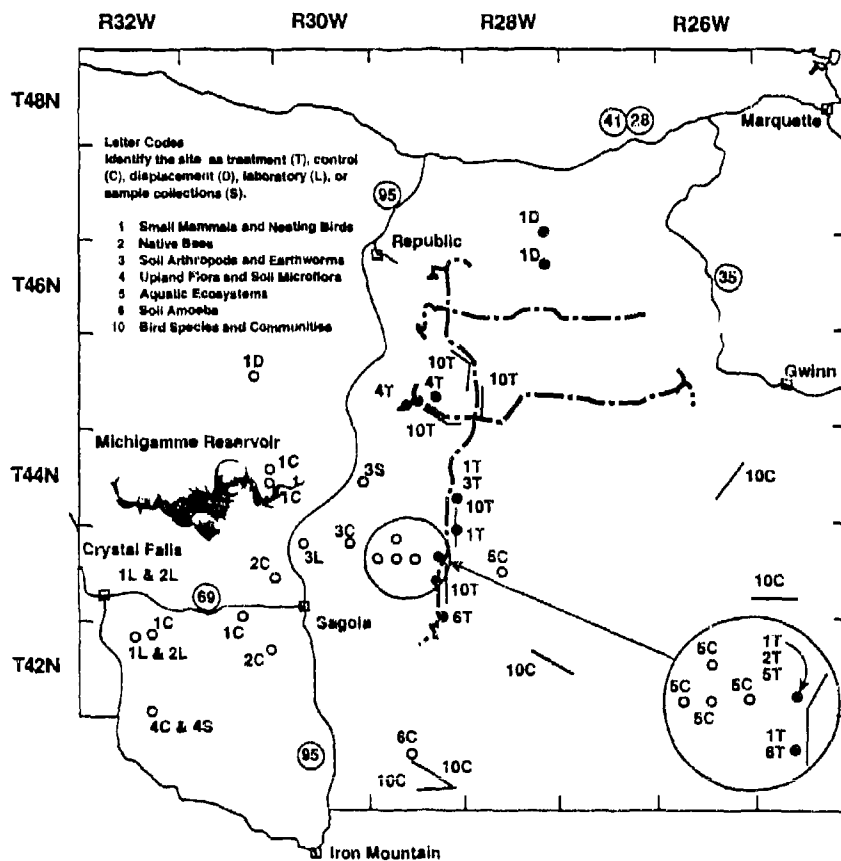 R32W R30W R28W R26W
T48N
41 28
Marquette
Letter Codes
Identify the site as treatment (T), control
(C), displacement (D), laboratory (L), or
sample collections (S).
95
1 Small Mammals and Nesting Birds
2 Native Bees
3 Soil Arthropods and Earthworms
4 Upland Flora and Soil Microflora
5 Aquatic Ecosystems
6 Soil Amoeba
10 Bird Species and Communities
Republic
1D
1D
T46N
35
1D
10T
10T
4T
4T
10T
Gwinn
Michigamme Reservoir
T44N
1C
1C
3S
1T
3T
10T
1T
10C
Crystal Falls
1L & 2L
3C
3L
2C
5C
10T
10C
69
Sagola
6T
1C
1C
1L & 2L
2C
T42N
10C
5C
5C
5C
5C
1T
2T
5T
1T
6T
4C & 4S
95
6C
10C
10C
Iron Mountain